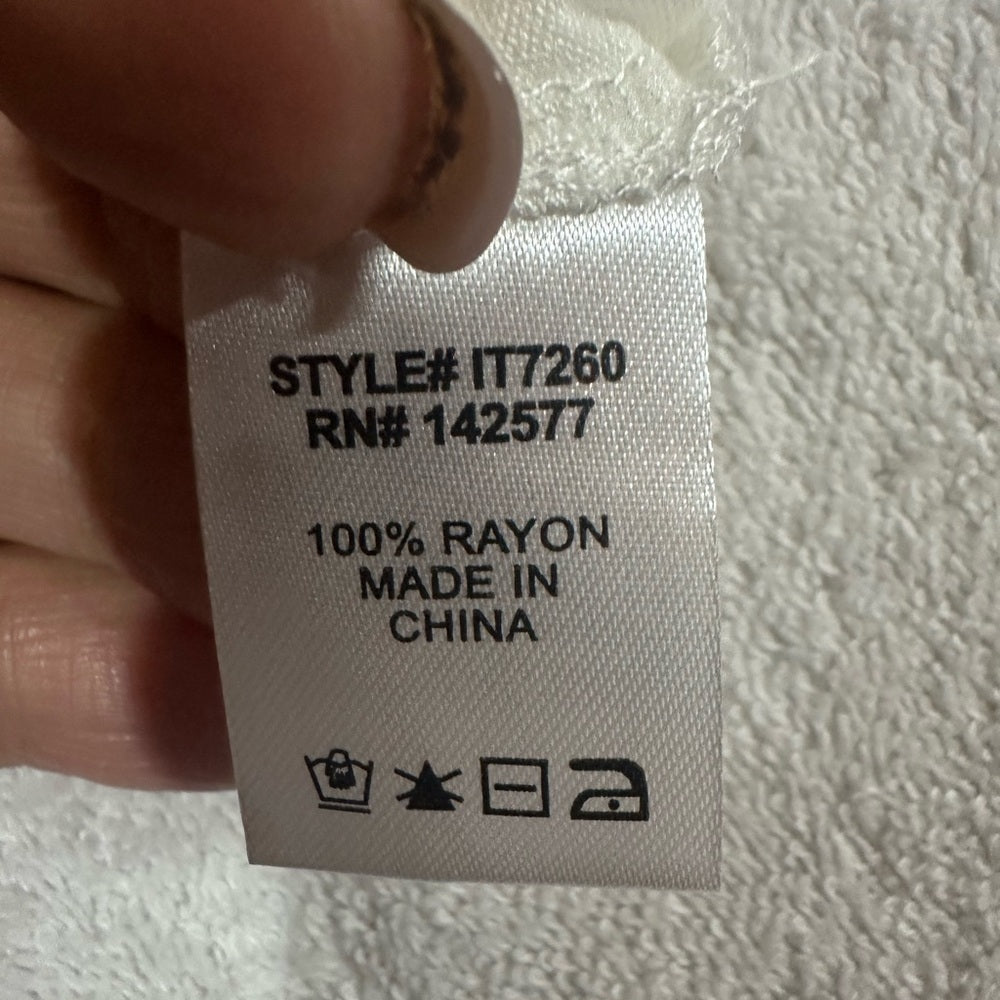 STYLE# IT7260
RN# 142577
100% RAYON
MADE IN
CHINA